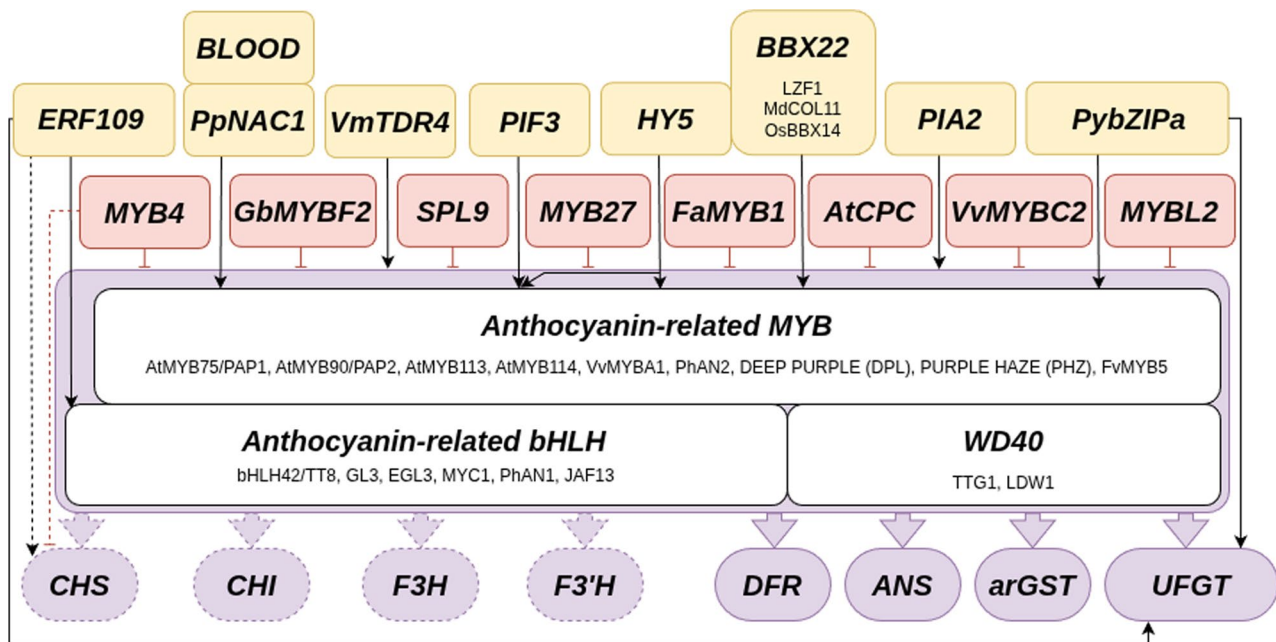 BLOOD
BBX22
LZF1
MdCOL11
OsBBX14
ERF109
PpNAC1
VmTDR4
PIF3
HY5
PIA2
PybZIPa
MYB4
GbMYBF2
SPL9
MYB27
FaMYB1
AtCPC
VvMYBC2
MYBL2
Anthocyanin-related MYB
AtMYB75/PAP1, AtMYB90/PAP2, AtMYB113, AtMYB114, VvMYBA1, PhAN2, DEEP PURPLE (DPL), PURPLE HAZE (PHZ), FvMYB5
Anthocyanin-related bHLH
bHLH42/TT8, GL3, EGL3, MYC1, PhAN1, JAF13
WD40
TTG1, LDW1
CHS
CHI
F3H
F3'H
DFR
ANS
arGST
UFGT